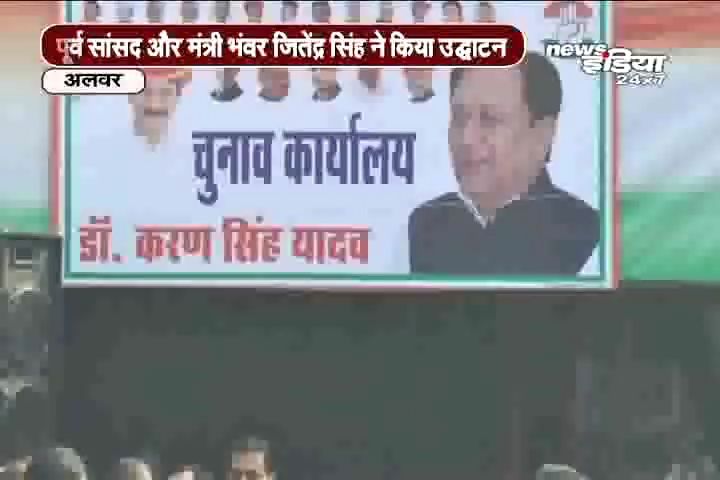 पूर्व सांसद और मंत्री भंवर जितेंद्र सिंह ने किया उद्घाटन
अलवर
news
इंडिया
24x7
चुनाव कार्यालय
डॉ. करण सिंह यादव